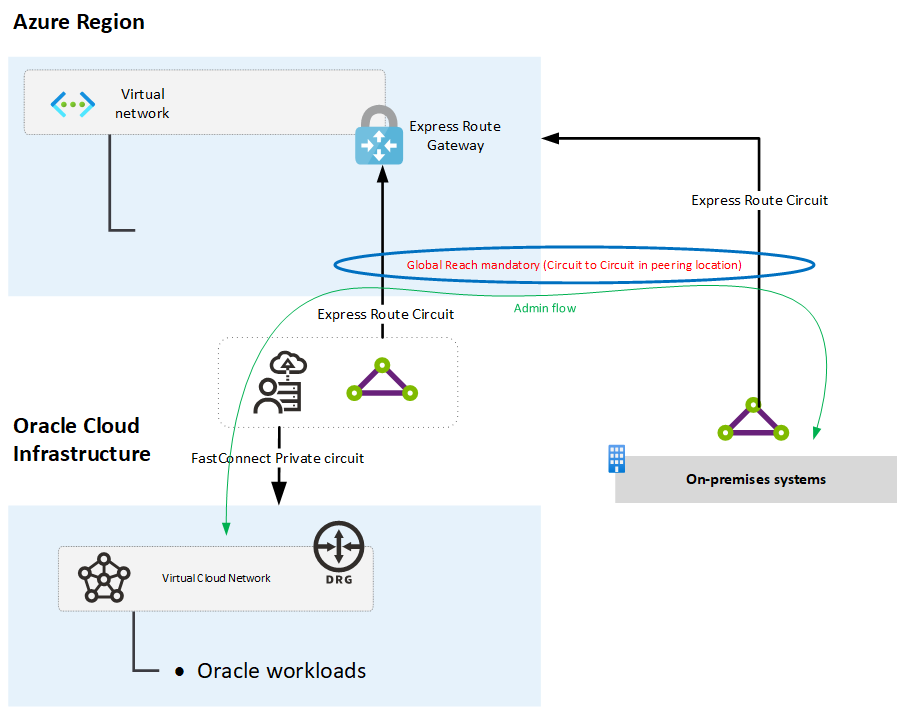 Azure Region
Virtual
network
Express Route
Gateway
Express Route Circuit
Global Reach mandatory (Circuit to Circuit in peering location)
Admin flow
Express Route Circuit
Oracle Cloud
Infrastructure
FastConnect Private circuit
On-premises systems
DRG
Virtual Cloud Network
• Oracle workloads